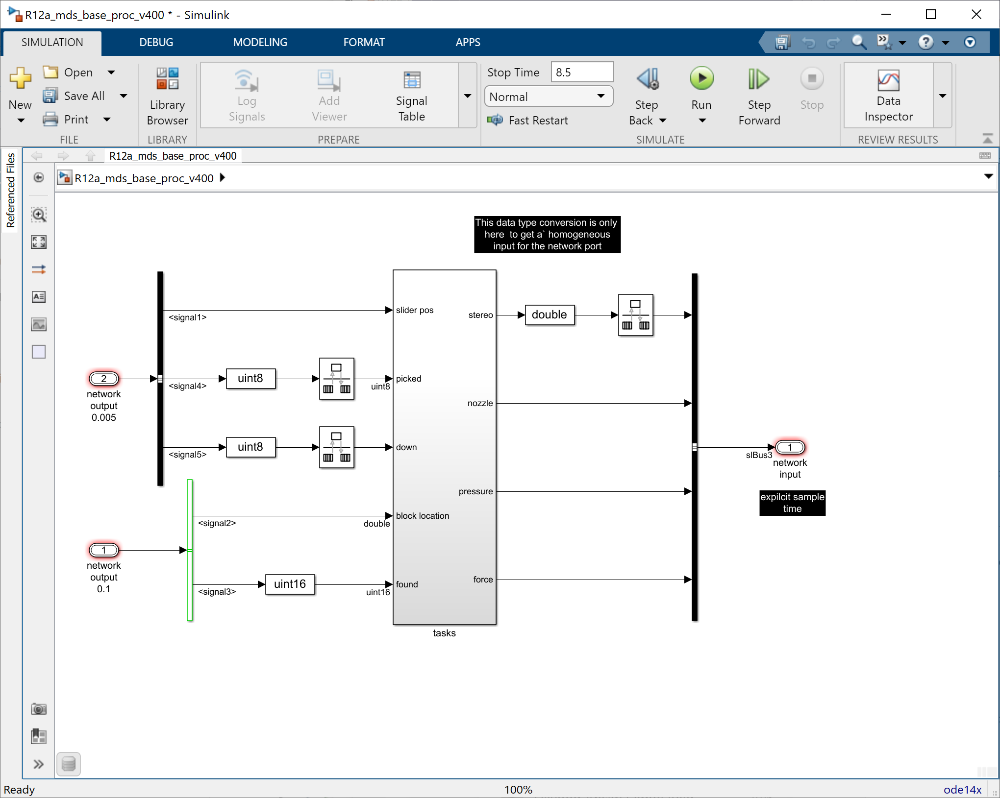 R12a_mds_base_proc_v400 * - Simulink
SIMULATION
DEBUG
MODELING
FORMAT
APPS
New
Open
Save All
Print
FILE
Library
Browser
LIBRARY
Log
Signals
Add
Viewer
Signal
Table
PREPARE
Stop Time
8.5
Normal
Fast Restart
Step
Back
Run
Step
Forward
Stop
SIMULATE
Data
Inspector
REVIEW RESULTS
Referenced Files
R12a_mds_base_proc_v400
R12a_mds_base_proc_v400
This data type conversion is only
here  to get a` homogeneous
input for the network port
<signal1>
slider pos
stereo
double
2
network
output
0.005
<signal4>
uint8
uint8
picked
nozzle
<signal5>
uint8
down
slBus3
1
network
input
expilcit sample
time
pressure
<signal2>
double
block location
1
network
output
0.1
<signal3>
uint16
uint16
found
force
tasks
Ready
100%
ode14x